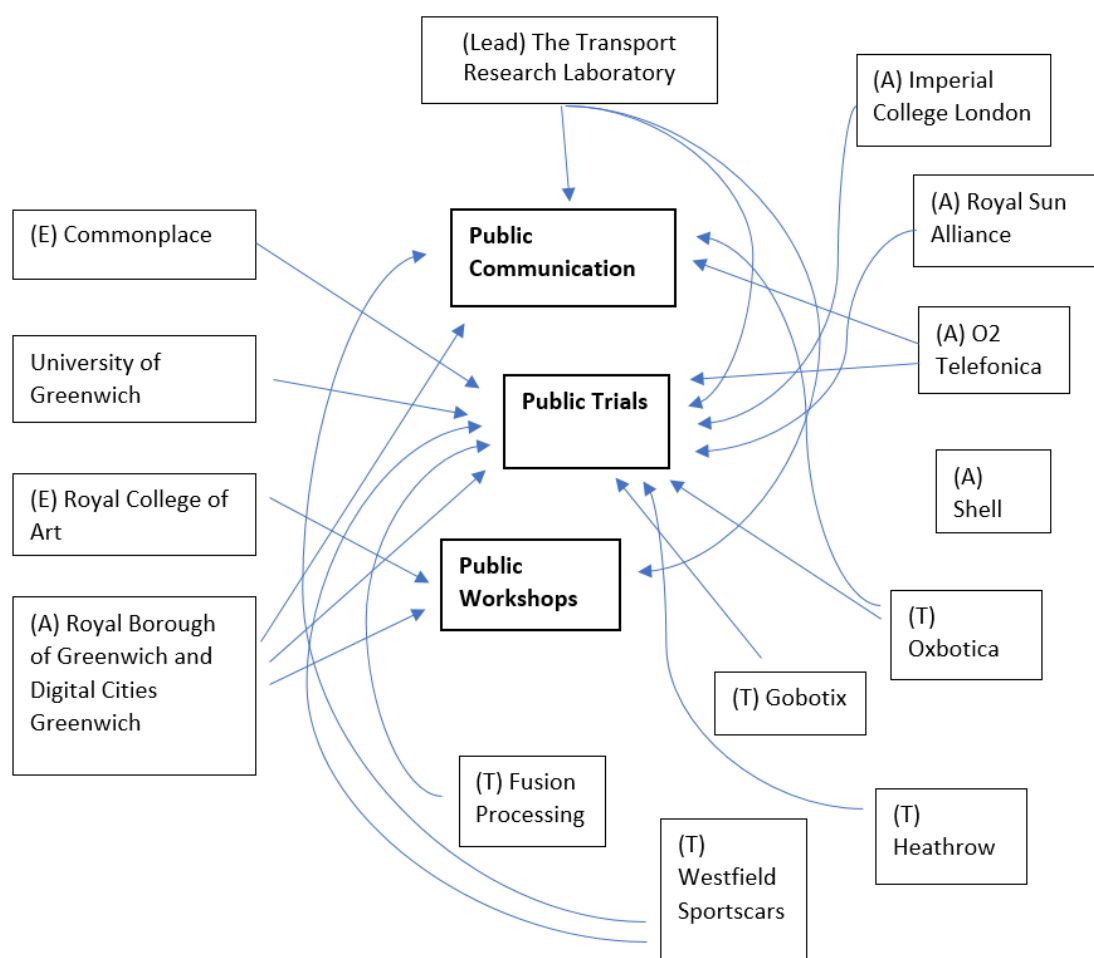 (Lead) The Transport
Research Laboratory
(A) Imperial
College London
(A) Royal Sun
Alliance
(E) Commonplace
Public
Communication
(A) O2
Telefonica
University of
Greenwich
Public Trials
(A)
Shell
(E) Royal College of
Art
Public
Workshops
(A) Royal Borough
of Greenwich and
Digital Cities
Greenwich
(T)
Oxbotica
(T) Gobotix
(T) Fusion
Processing
(T)
Heathrow
(T)
Westfield
Sportscars